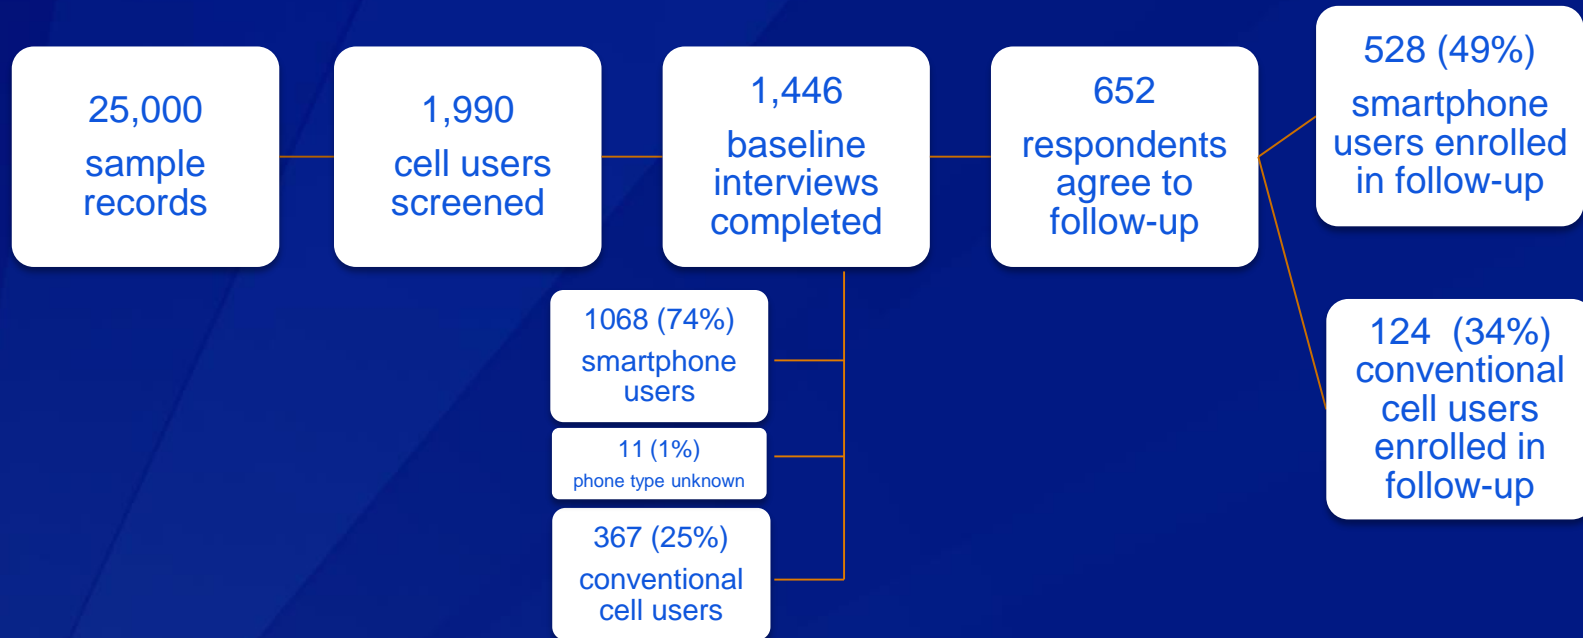 25,000
sample
records
1,990
cell users
screened
1,446
baseline
interviews
completed
652
respondents
agree to
follow-up
528 (49%)
smartphone
users enrolled
in follow-up
124 (34%)
conventional
cell users
enrolled in
follow-up
1068 (74%)
smartphone
users
11 (1%)
phone type unknown
367 (25%)
conventional
cell users